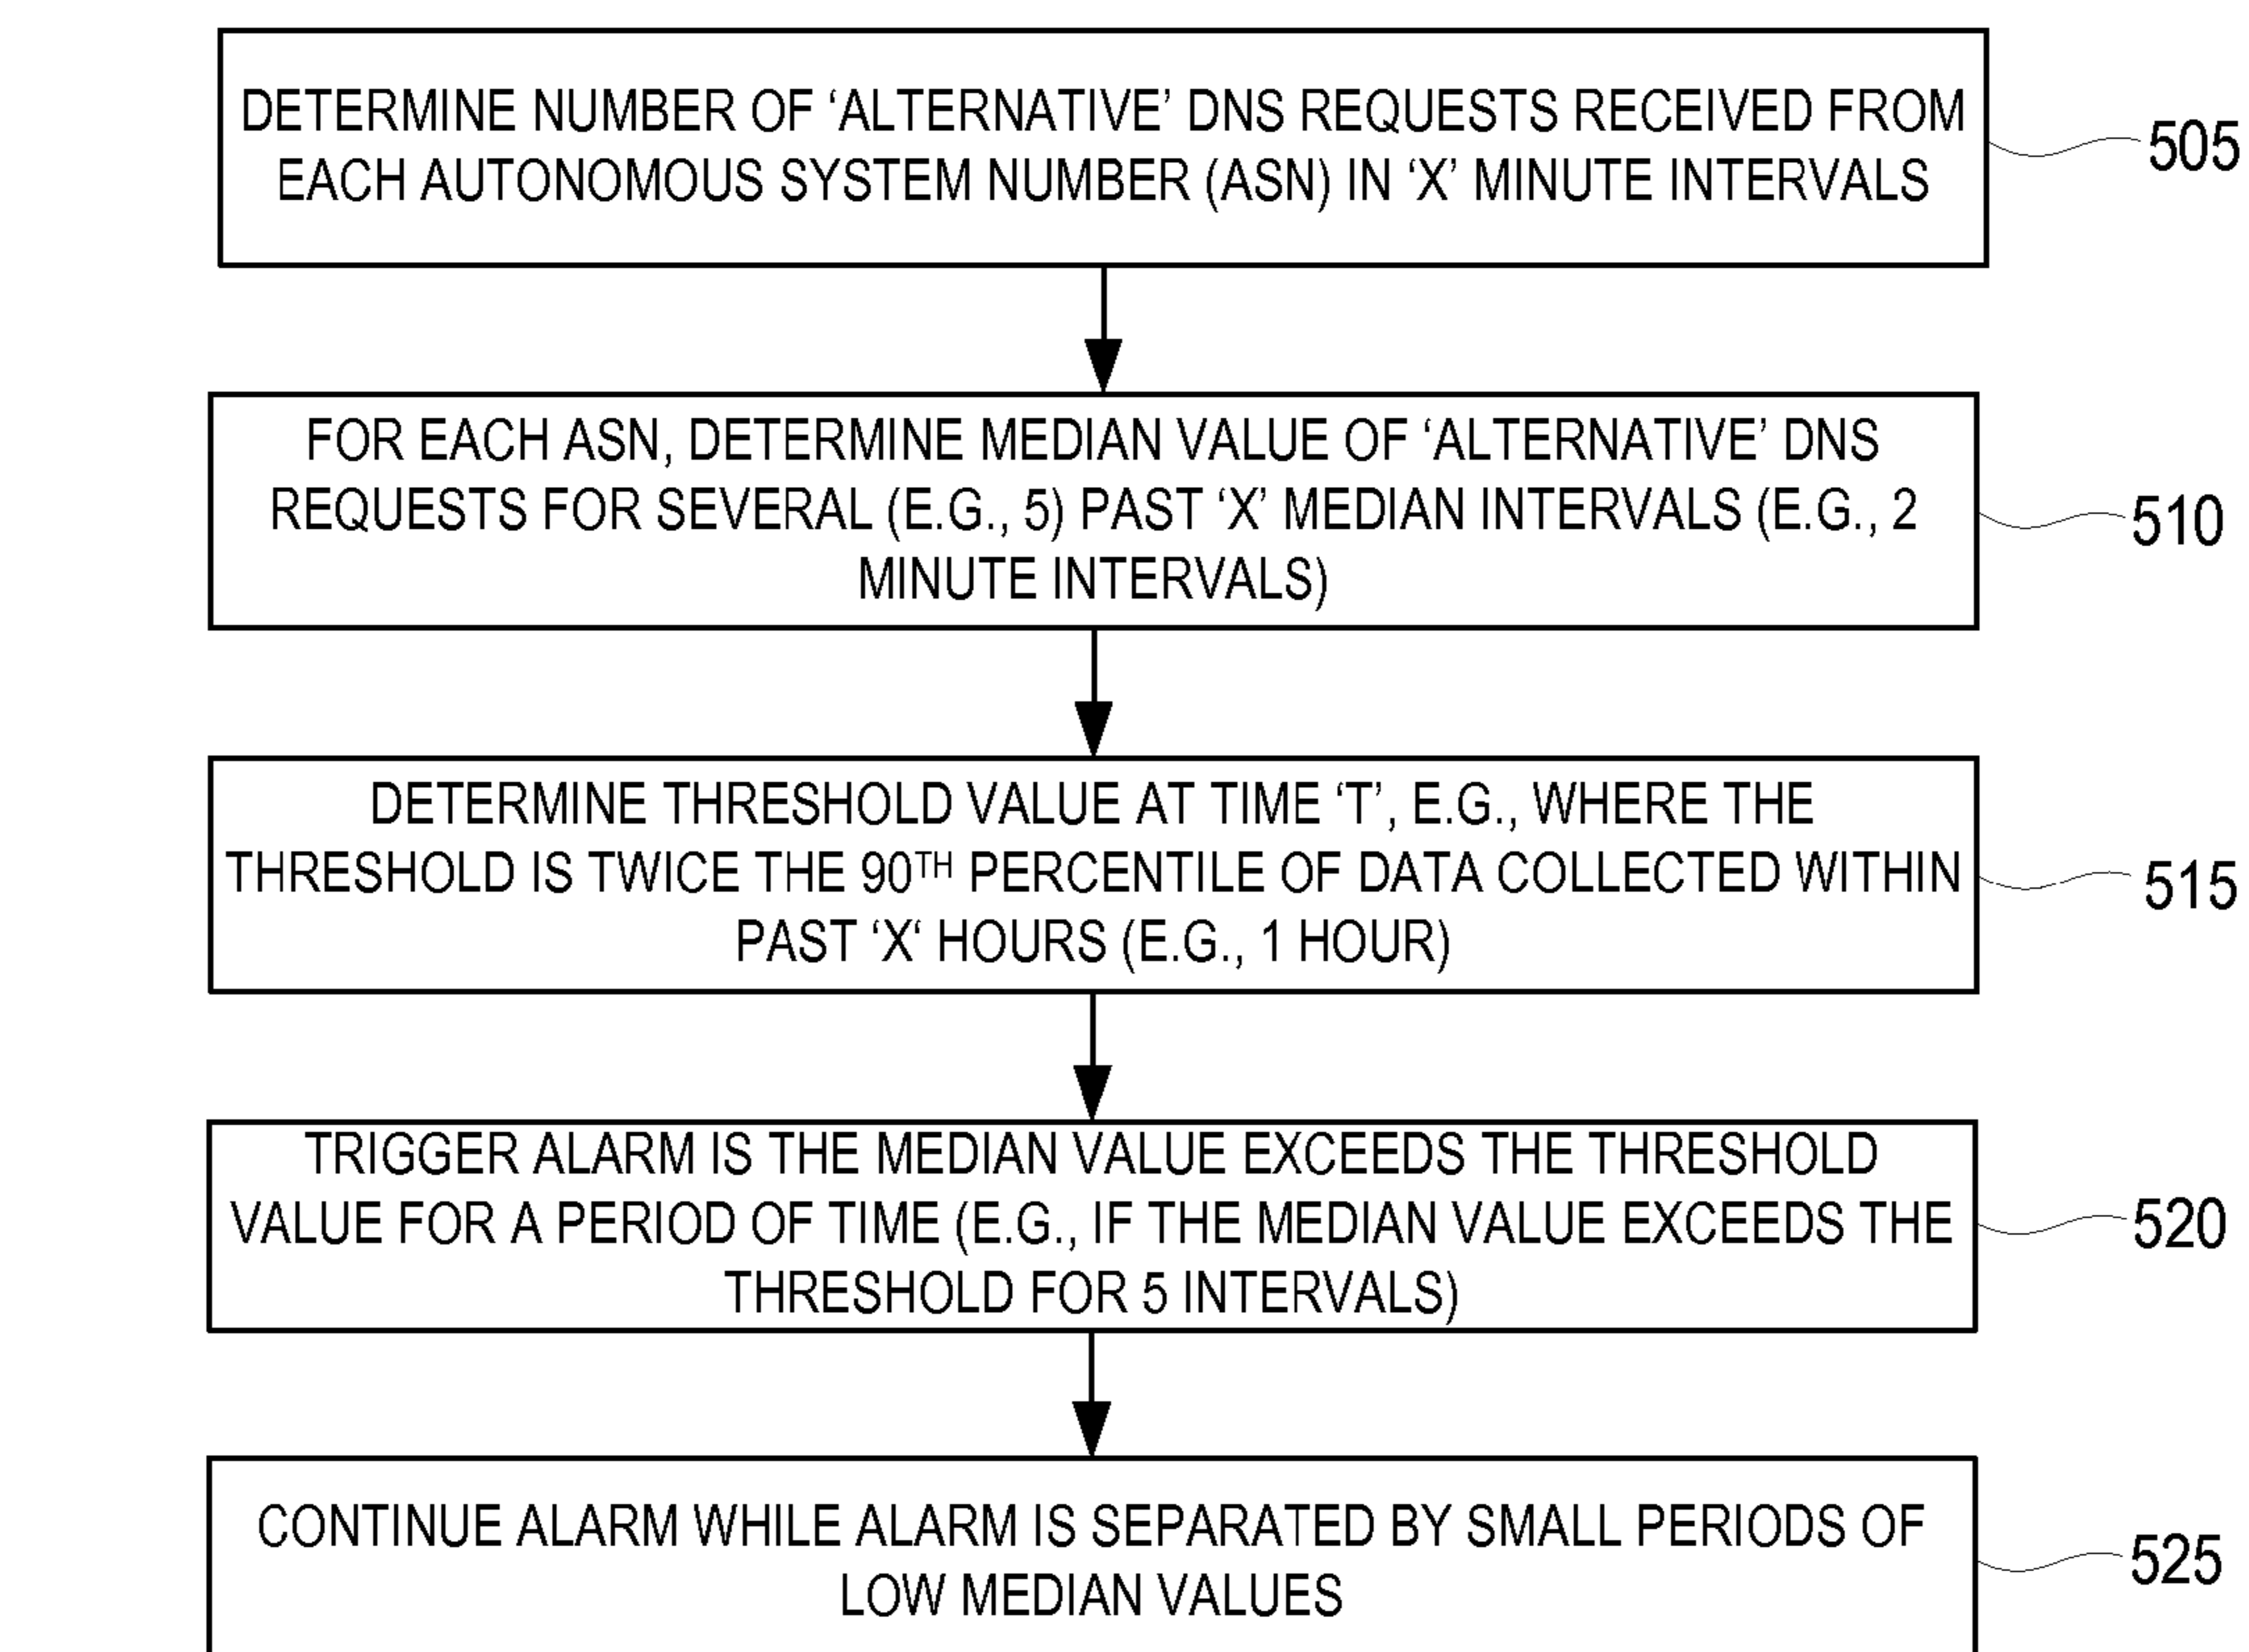 DETERMINE NUMBER OF ‘ALTERNATIVE’ DNS REQUESTS RECEIVED FROM
EACH AUTONOMOUS SYSTEM NUMBER (ASN) IN ‘X’ MINUTE INTERVALS
505
FOR EACH ASN, DETERMINE MEDIAN VALUE OF ‘ALTERNATIVE’ DNS
REQUESTS FOR SEVERAL (E.G., 5) PAST ‘X’ MEDIAN INTERVALS (E.G., 2
MINUTE INTERVALS)
510
DETERMINE THRESHOLD VALUE AT TIME ‘T’, E.G., WHERE THE
THRESHOLD IS TWICE THE 90TH PERCENTILE OF DATA COLLECTED WITHIN
PAST ‘X‘ HOURS (E.G., 1 HOUR)
515
TRIGGER ALARM IS THE MEDIAN VALUE EXCEEDS THE THRESHOLD
VALUE FOR A PERIOD OF TIME (E.G., IF THE MEDIAN VALUE EXCEEDS THE
THRESHOLD FOR 5 INTERVALS)
520
CONTINUE ALARM WHILE ALARM IS SEPARATED BY SMALL PERIODS OF
LOW MEDIAN VALUES
525